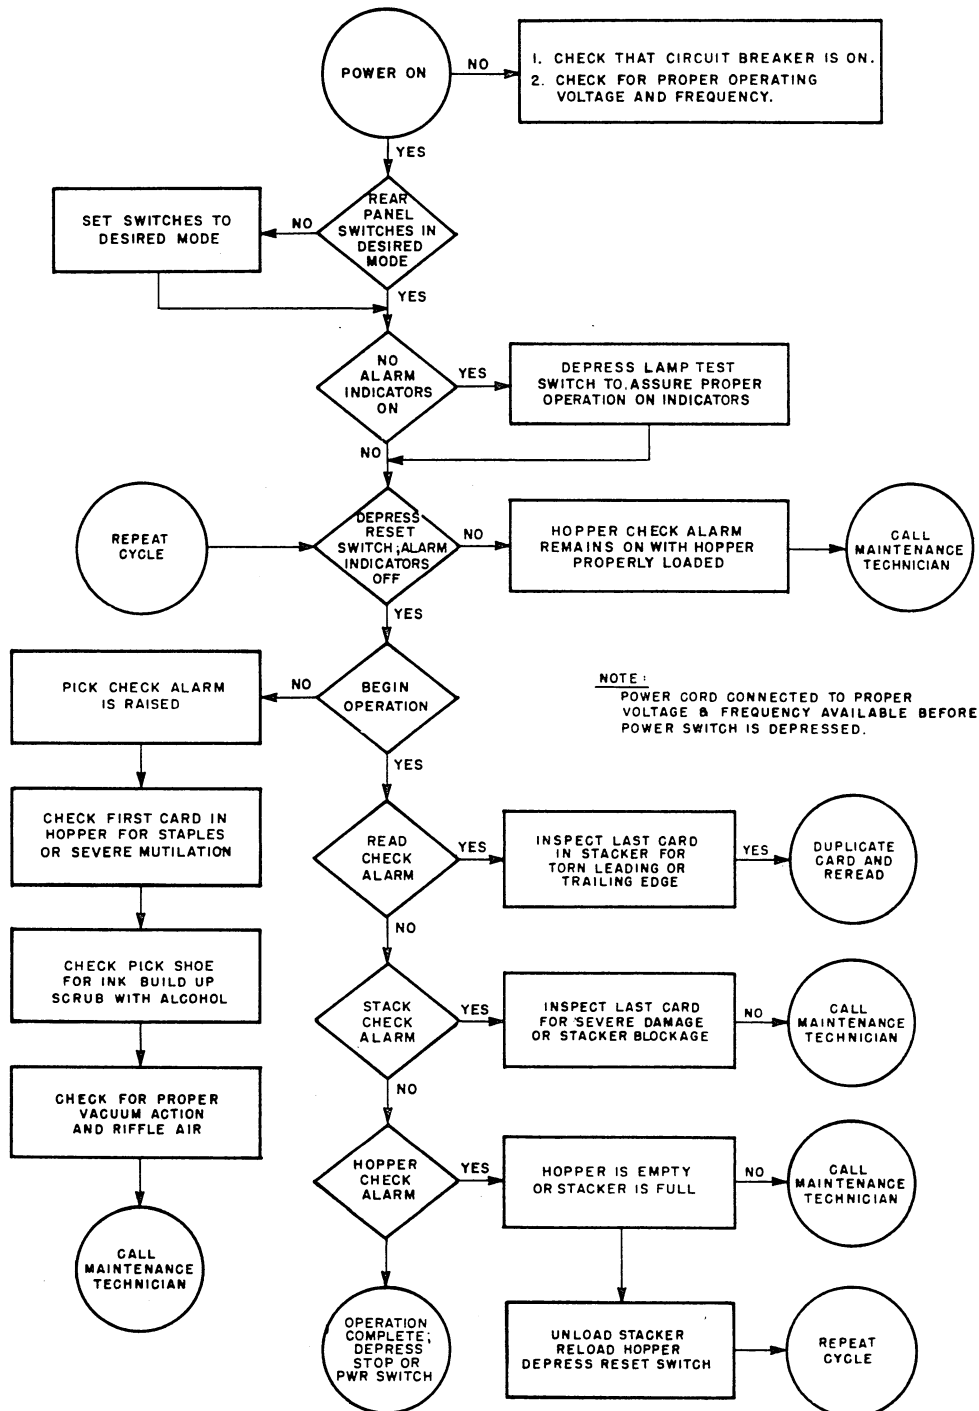 POWER ON
NO
1. CHECK THAT CIRCUIT BREAKER IS ON.
2. CHECK FOR PROPER OPERATING
VOLTAGE AND FREQUENCY.
YES
REAR
PANEL
SWITCHES IN
DESIRED
MODE
NO
SET SWITCHES TO
DESIRED MODE
YES
NO
ALARM
INDICATORS
ON
YES
DEPRESS LAMP TEST
SWITCH TO ASSURE PROPER
OPERATION ON INDICATORS
NO
REPEAT
CYCLE
DEPRESS
RESET
SWITCH; ALARM
INDICATORS
OFF
NO
HOPPER CHECK ALARM
REMAINS ON WITH HOPPER
PROPERLY LOADED
CALL
MAINTENANCE
TECHNICIAN
YES
BEGIN
OPERATION
NO
PICK CHECK ALARM
IS RAISED
NOTE:
POWER CORD CONNECTED TO PROPER
VOLTAGE & FREQUENCY AVAILABLE BEFORE
POWER SWITCH IS DEPRESSED.
YES
CHECK FIRST CARD IN
HOPPER FOR STAPLES
OR SEVERE MUTILATION
READ
CHECK
ALARM
YES
INSPECT LAST CARD
IN STACKER FOR
TORN LEADING OR
TRAILING EDGE
YES
DUPLICATE
CARD AND
REREAD
NO
CHECK PICK SHOE
FOR INK BUILD UP
SCRUB WITH ALCOHOL
STACK
CHECK
ALARM
YES
INSPECT LAST CARD
FOR SEVERE DAMAGE
OR STACKER BLOCKAGE
NO
CALL
MAINTENANCE
TECHNICIAN
NO
CHECK FOR PROPER
VACUUM ACTION
AND RIFFLE AIR
HOPPER
CHECK
ALARM
YES
HOPPER IS EMPTY
OR STACKER IS FULL
NO
CALL
MAINTENANCE
TECHNICIAN
CALL
MAINTENANCE
TECHNICIAN
OPERATION
COMPLETE;
DEPRESS
STOP OR
PWR SWITCH
UNLOAD STACKER
RELOAD HOPPER
DEPRESS RESET SWITCH
REPEAT
CYCLE